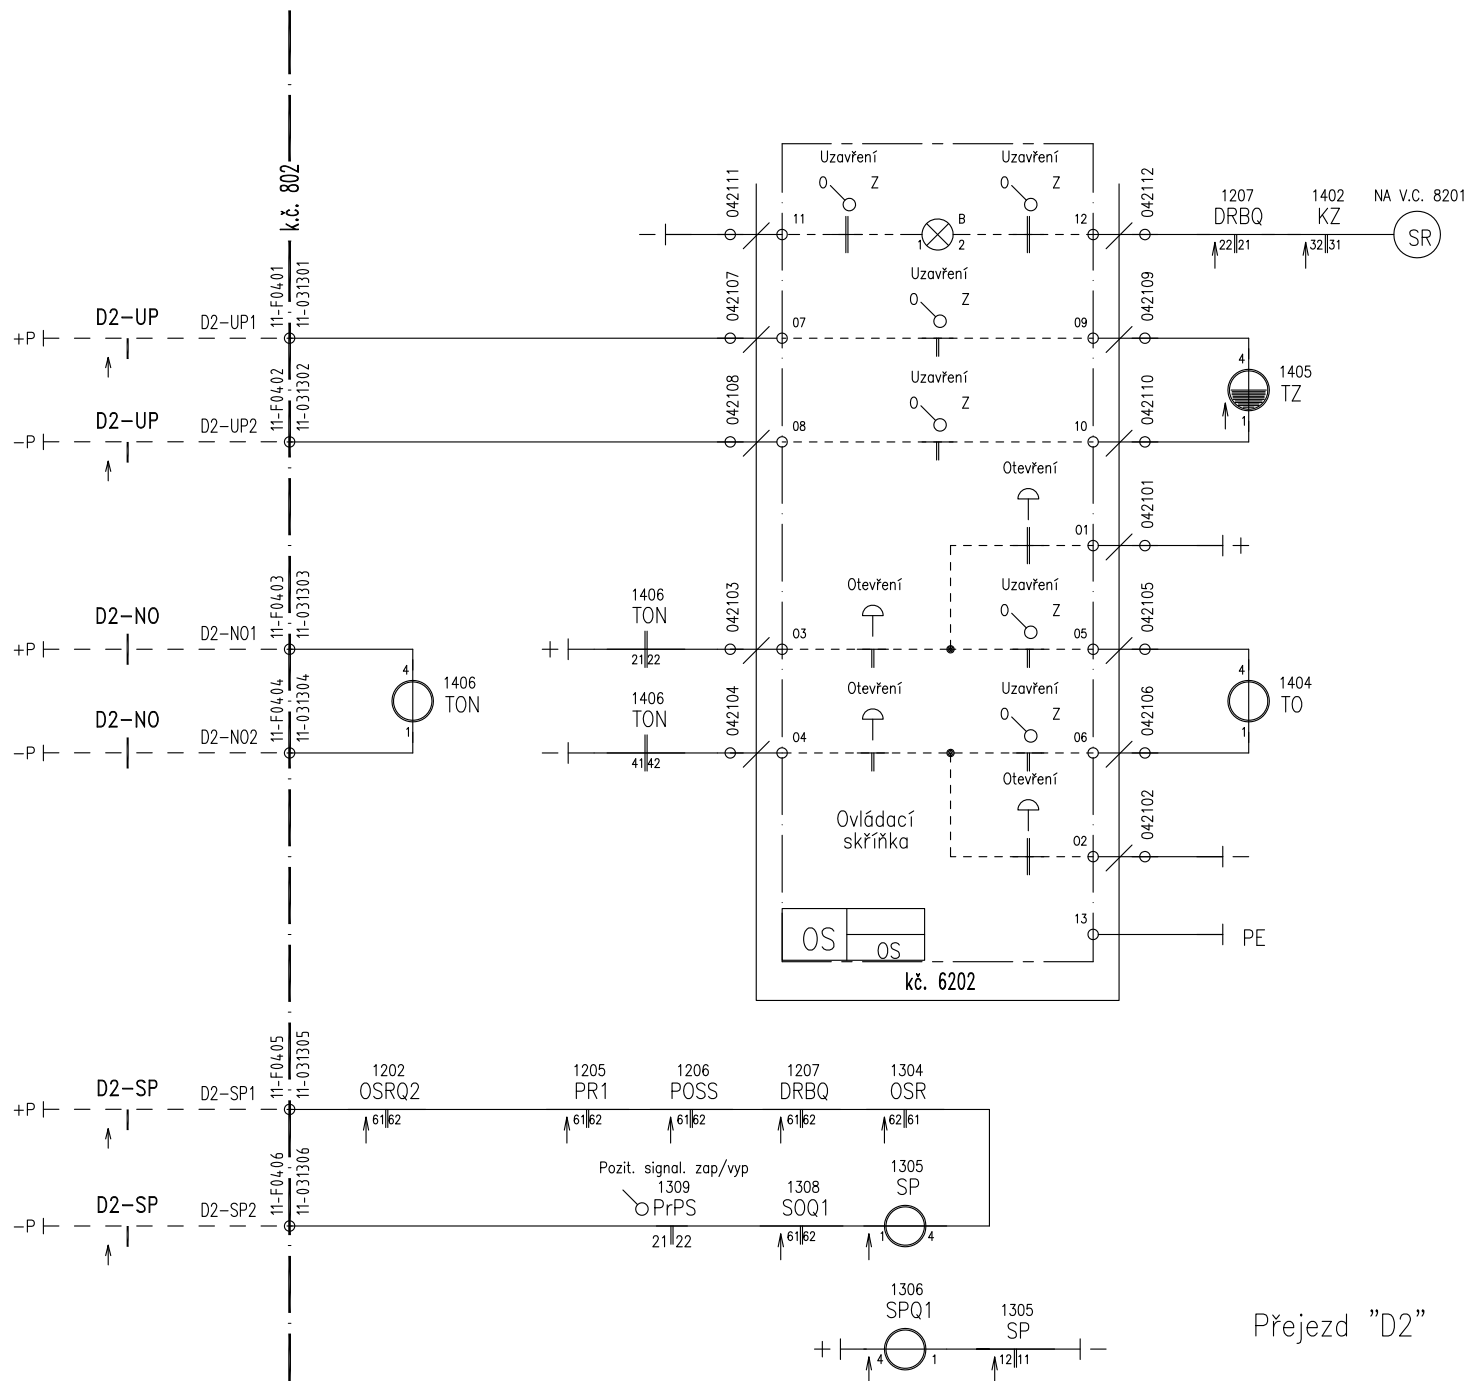 k.č. 802
Uzavření
O Z
Uzavření
O Z
042111
042112
11
12
B
1 2
1207
DRBQ
22 21
1402
KZ
32 31
NA V.C. 8201
SR
−
D2-UP
D2-UP1
+P
11-F0401
11-031301
042107
07
Uzavření
O Z
09
042109
D2-UP
D2-UP2
-P
11-F0402
11-031302
042108
08
Uzavření
O Z
10
042110
4
1405
TZ
1
Otevření
01
042101
+
D2-NO
D2-NO1
+P
11-F0403
11-031303
4
1406
TON
1
1406
TON
+
21 22
042103
03
Otevření
Uzavření
O Z
05
042105
D2-NO
D2-NO2
-P
11-F0404
11-031304
1406
TON
−
41 42
042104
04
Otevření
Uzavření
O Z
06
042106
4
1404
TO
1
Otevření
02
042102
−
Ovládací
skříňka
13
PE
OS
OS
kč. 6202
D2-SP
D2-SP1
+P
11-F0405
11-031305
1202
OSRQ2
61 62
1205
PR1
61 62
1206
POSS
61 62
1207
DRBQ
61 62
1304
OSR
62 61
D2-SP
D2-SP2
-P
11-F0406
11-031306
Pozit. signal. zap/vyp
1309
PrPS
21 22
1308
SOQ1
61 62
1305
SP
1 4
1306
SPQ1
+
4 1
1305
SP
12 11
−
Přejezd "D2"